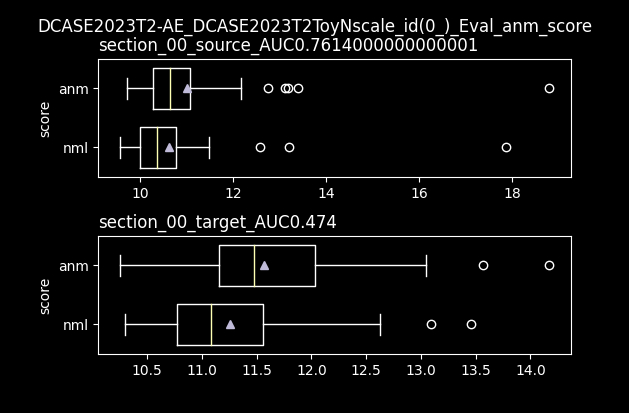 DCASE2023T2-AE_DCASE2023T2ToyNscale_id(0_)_Eval_anm_score
section_00_source_AUC0.7614000000000001
anm
nml
score
10 12 14 16 18
section_00_target_AUC0.474
anm
nml
score
10.5 11.0 11.5 12.0 12.5 13.0 13.5 14.0